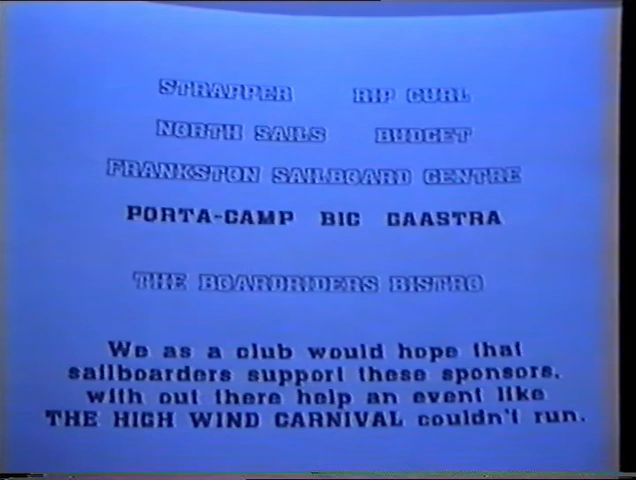 STRAPPER RIP CURL
NORTH SAILS BUDGET
FRANKSTON SAILBOARD CENTRE
PORTA-CAMP BIC GAASTRA
THE BOARDRIDERS BISTRO
We as a club would hope that
sailboarders support these sponsors.
with out there help an event like
THE HIGH WIND CARNIVAL couldn't run.